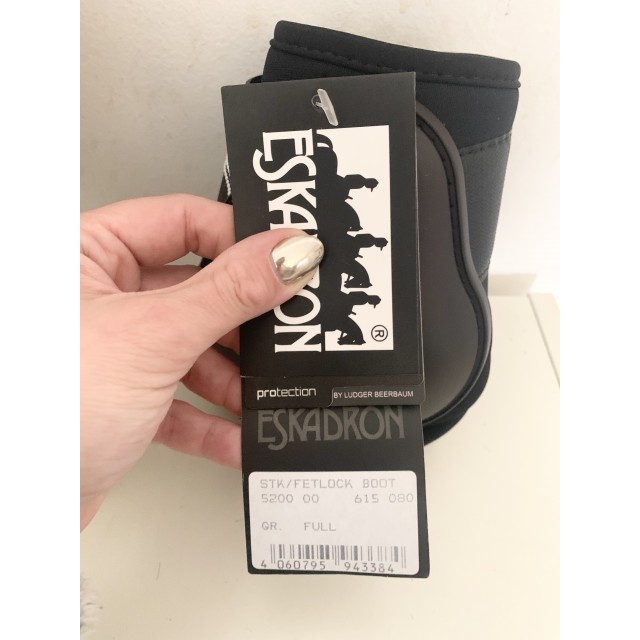 ESKADRON
®
protection
BY LUDGER BEERBAUM
ESKADRON
STK/FETLOCK BOOT
5200 00 615 080
GR. FULL
4 060795 943384